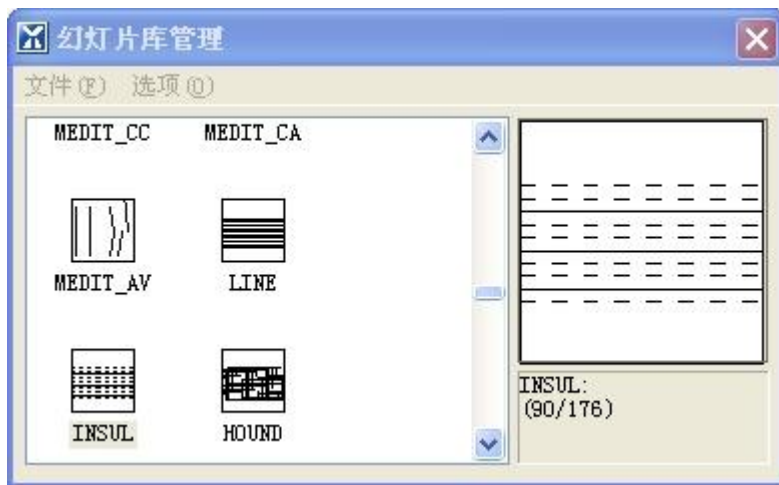 幻灯片库管理
文件(F) 选项(O)
MEDIT_CC MEDIT_CA
MEDIT_AV LINE
INSUL HOUND
INSUL:
(90/176)